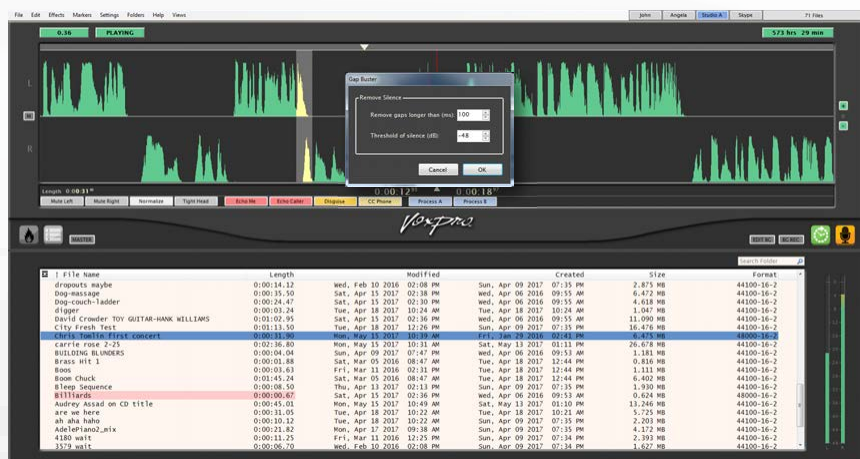 File Edit Effects Markers Settings Folders Help Views John Angela Studio A Skype 71 Files
0.36 PLAYING 573 hrs 29 min
Gap Buster
L
Remove Silence
Remove gaps longer than (ms): 100
Threshold of silence (dB): -48
R
Cancel OK
Length 0:00:31 0:00:12 0:00:18
Mute Left Mute Right Normalize Tight Head Echo Me Echo Caller Disguise CC Phone Process A Process B
VoxPro
MASTER
Search Folder
! File Name Length Modified Created Size Format
dropouts maybe 0:00:14.12 Wed, Feb 10 2016 02:08 PM Sun, Apr 09 2017 07:35 PM 2.875 MB 44100-16-2
Dog-massage 0:00:35.50 Sat, Apr 15 2017 02:38 PM Wed, Apr 06 2016 09:55 AM 6.472 MB 44100-16-2
Dog-couch-ladder 0:00:24.47 Sat, Apr 15 2017 02:30 PM Wed, Apr 06 2016 09:55 AM 4.618 MB 44100-16-2
digger 0:00:03.24 Tue, Apr 18 2017 10:24 AM Tue, Apr 18 2017 10:24 AM 1.047 MB 44100-16-2
David Crowder TOY GUITAR-HANK WILLIAMS 0:01:02.95 Sat, Apr 15 2017 02:36 PM Wed, Apr 06 2016 09:55 AM 11.090 MB 44100-16-2
City Fresh Test 0:01:13.50 Tue, Apr 18 2017 12:26 PM Sun, Apr 09 2017 07:35 PM 16.476 MB 44100-16-2
Chris Tomlin first concert 0:00:31.90 Mon, May 15 2017 10:39 AM Fri, Jan 29 2016 02:41 PM 6.475 MB 48000-16-2
carrie rose 2-25 0:02:36.80 Mon, May 15 2017 10:31 AM Sat, May 13 2017 01:11 PM 26.678 MB 44100-16-2
BUILDING BLUNDERS 0:00:04.04 Sun, Apr 09 2017 07:47 PM Wed, Apr 06 2016 09:53 AM 1.181 MB 44100-16-2
Brass Hit 1 0:00:01.88 Sat, Mar 05 2016 08:47 AM Tue, Apr 18 2017 12:44 PM 0.816 MB 44100-16-2
Boos 0:00:03.63 Fri, Mar 11 2016 02:31 PM Tue, Apr 18 2017 12:44 PM 1.111 MB 44100-16-2
Boom Chuck 0:01:45.24 Sat, Mar 05 2016 08:47 AM Tue, Apr 18 2017 12:44 PM 6.402 MB 44100-16-2
Bleep Sequence 0:00:08.50 Thu, Apr 13 2017 02:13 PM Sun, Apr 09 2017 07:35 PM 1.930 MB 44100-16-2
Billiards 0:00:00.67 Sat, Apr 15 2017 02:36 PM Wed, Apr 06 2016 09:53 AM 0.624 MB 48000-16-2
Audrey Assad on CD title 0:00:45.01 Mon, May 15 2017 10:49 AM Sat, May 13 2017 01:10 PM 13.246 MB 44100-16-2
are we here 0:00:31.05 Tue, Apr 18 2017 10:22 AM Tue, Apr 18 2017 10:21 AM 5.725 MB 44100-16-2
ah aha haho 0:00:10.12 Tue, Apr 18 2017 10:22 AM Sun, Apr 09 2017 07:35 PM 2.203 MB 44100-16-2
AdelePiano2_mix 0:00:21.82 Mon, Apr 17 2017 09:38 AM Sun, Apr 09 2017 07:35 PM 4.172 MB 44100-16-2
4180 wait 0:00:11.25 Fri, Mar 11 2016 12:25 PM Sun, Apr 09 2017 07:34 PM 2.393 MB 44100-16-2
3579 wait 0:00:06.70 Wed, Feb 10 2016 02:08 PM Sun, Apr 09 2017 07:34 PM 1.627 MB 44100-16-2